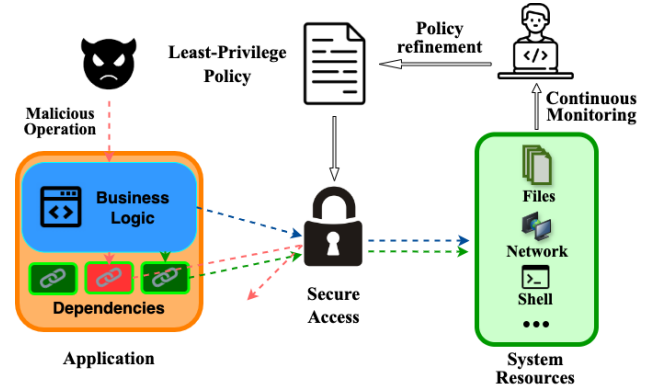 Least-Privilege
Policy
Policy
refinement
Malicious
Operation
Continuous
Monitoring
Business
Logic
Dependencies
Application
Secure
Access
Files
Network
Shell
System
Resources